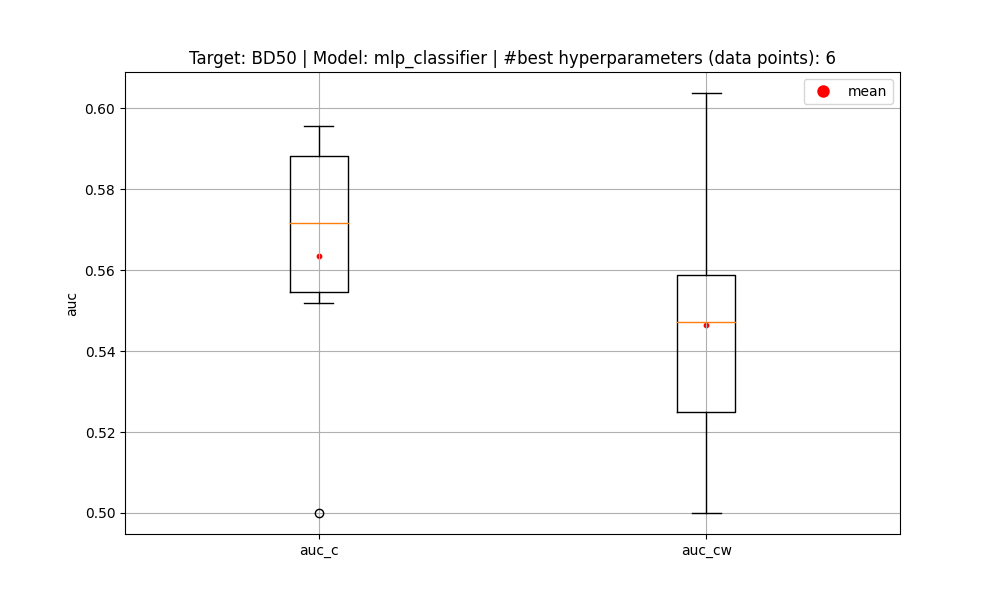 Target: BD50 | Model: mlp_classifier | #best hyperparameters (data points): 6
mean
0.60
0.58
0.56
0.54
0.52
0.50
auc
auc_c
auc_cw